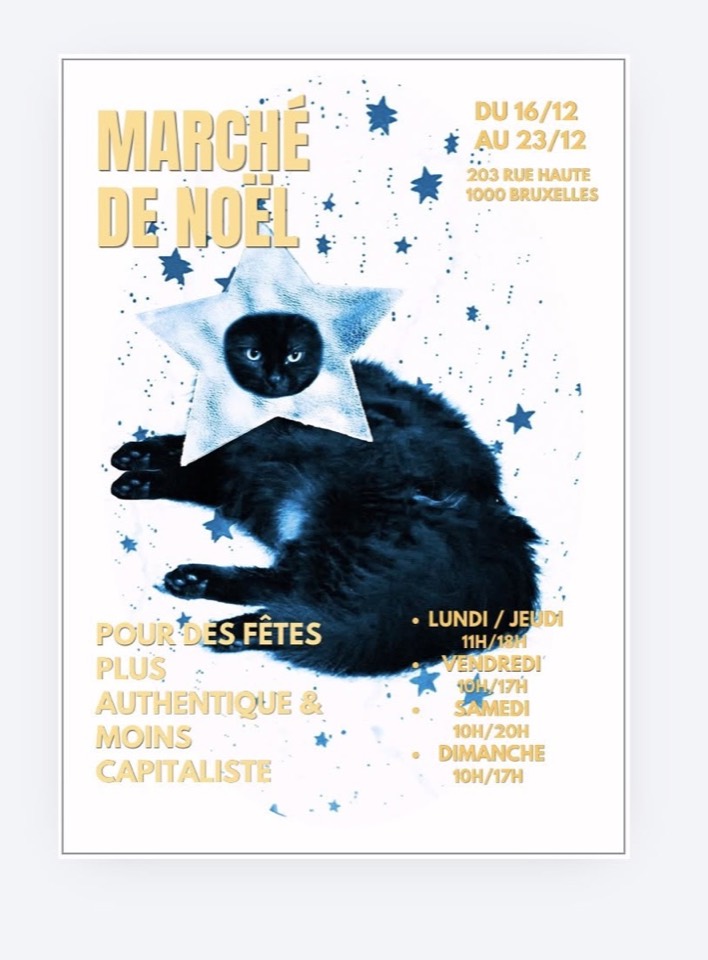 MARCHÉ
DE NOËL
DU 16/12
AU 23/12
203 RUE HAUTE
1000 BRUXELLES
POUR DES FÊTES
PLUS
AUTHENTIQUE &
MOINS
CAPITALISTE
• LUNDI / JEUDI
11H/18H
• VENDREDI
10H/17H
• SAMEDI
10H/20H
• DIMANCHE
10H/17H